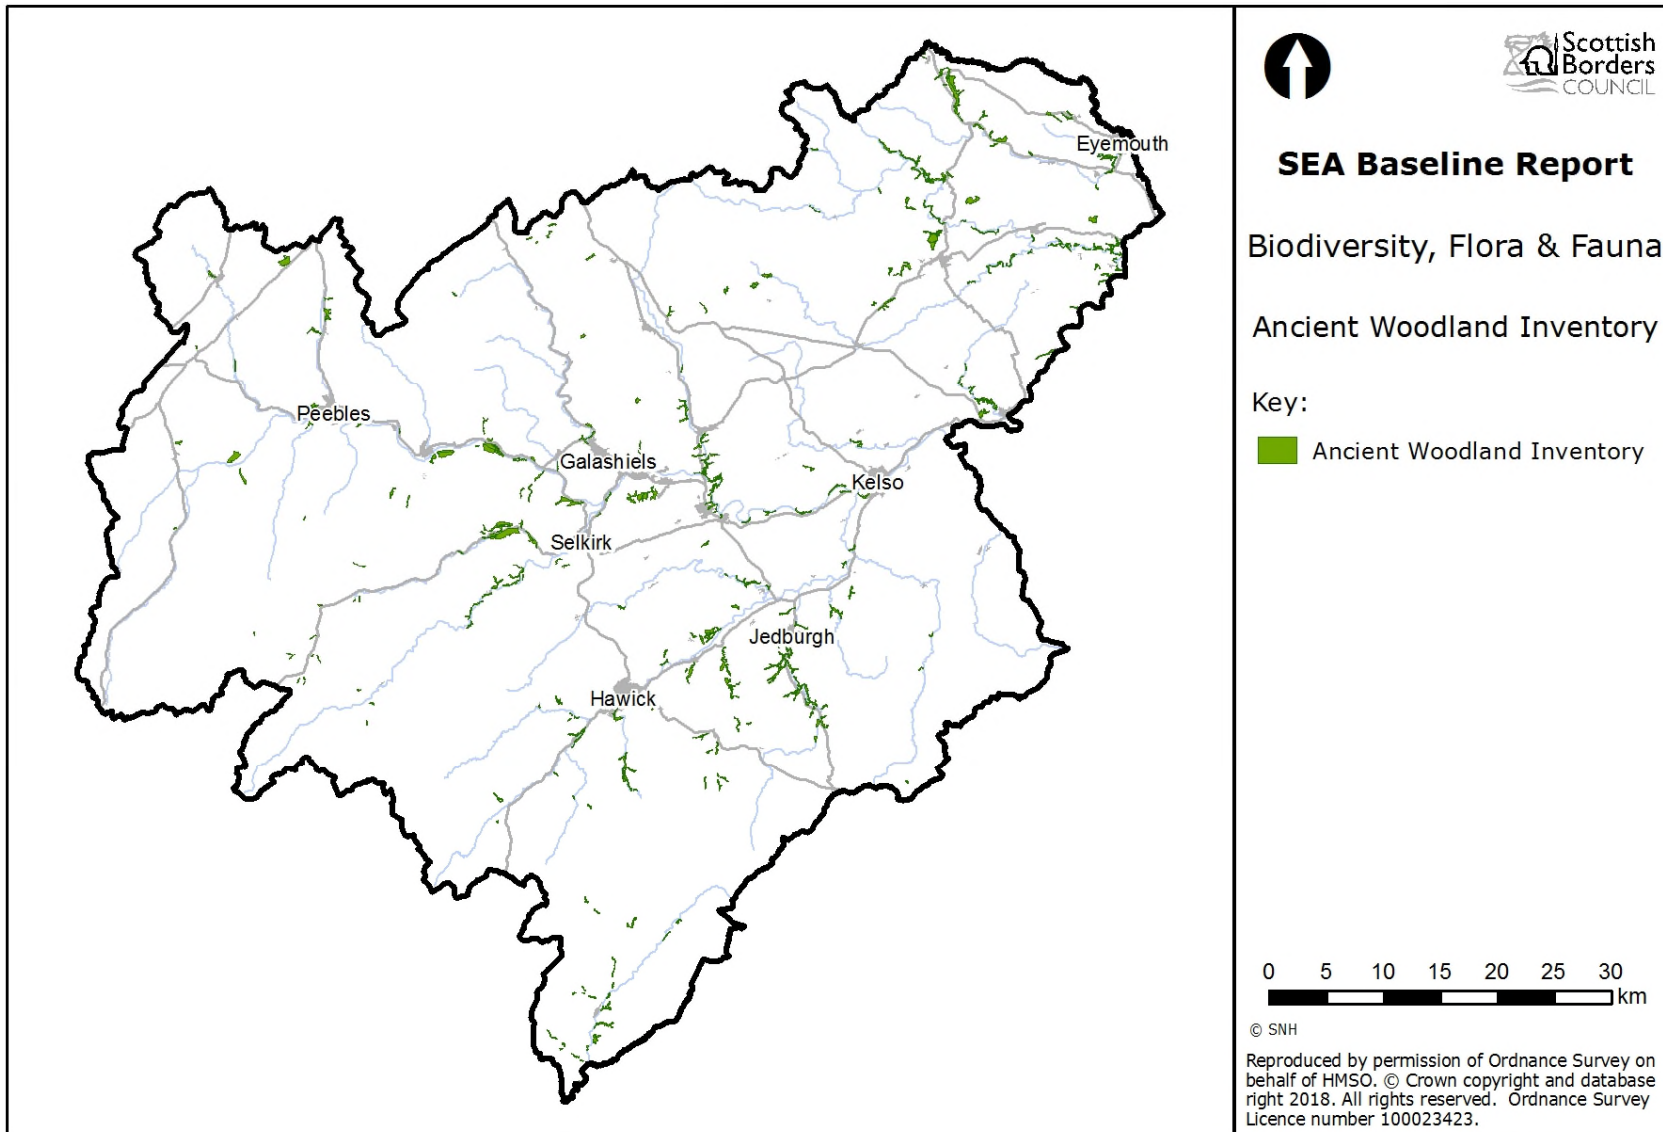 Eyemouth
Peebles
Galashiels
Kelso
Selkirk
Jedburgh
Hawick
Scottish
Borders
COUNCIL
SEA Baseline Report
Biodiversity, Flora & Fauna
Ancient Woodland Inventory
Key:
Ancient Woodland Inventory
0 5 10 15 20 25 30
km
© SNH
Reproduced by permission of Ordnance Survey on
behalf of HMSO. © Crown copyright and database
right 2018. All rights reserved. Ordnance Survey
Licence number 100023423.